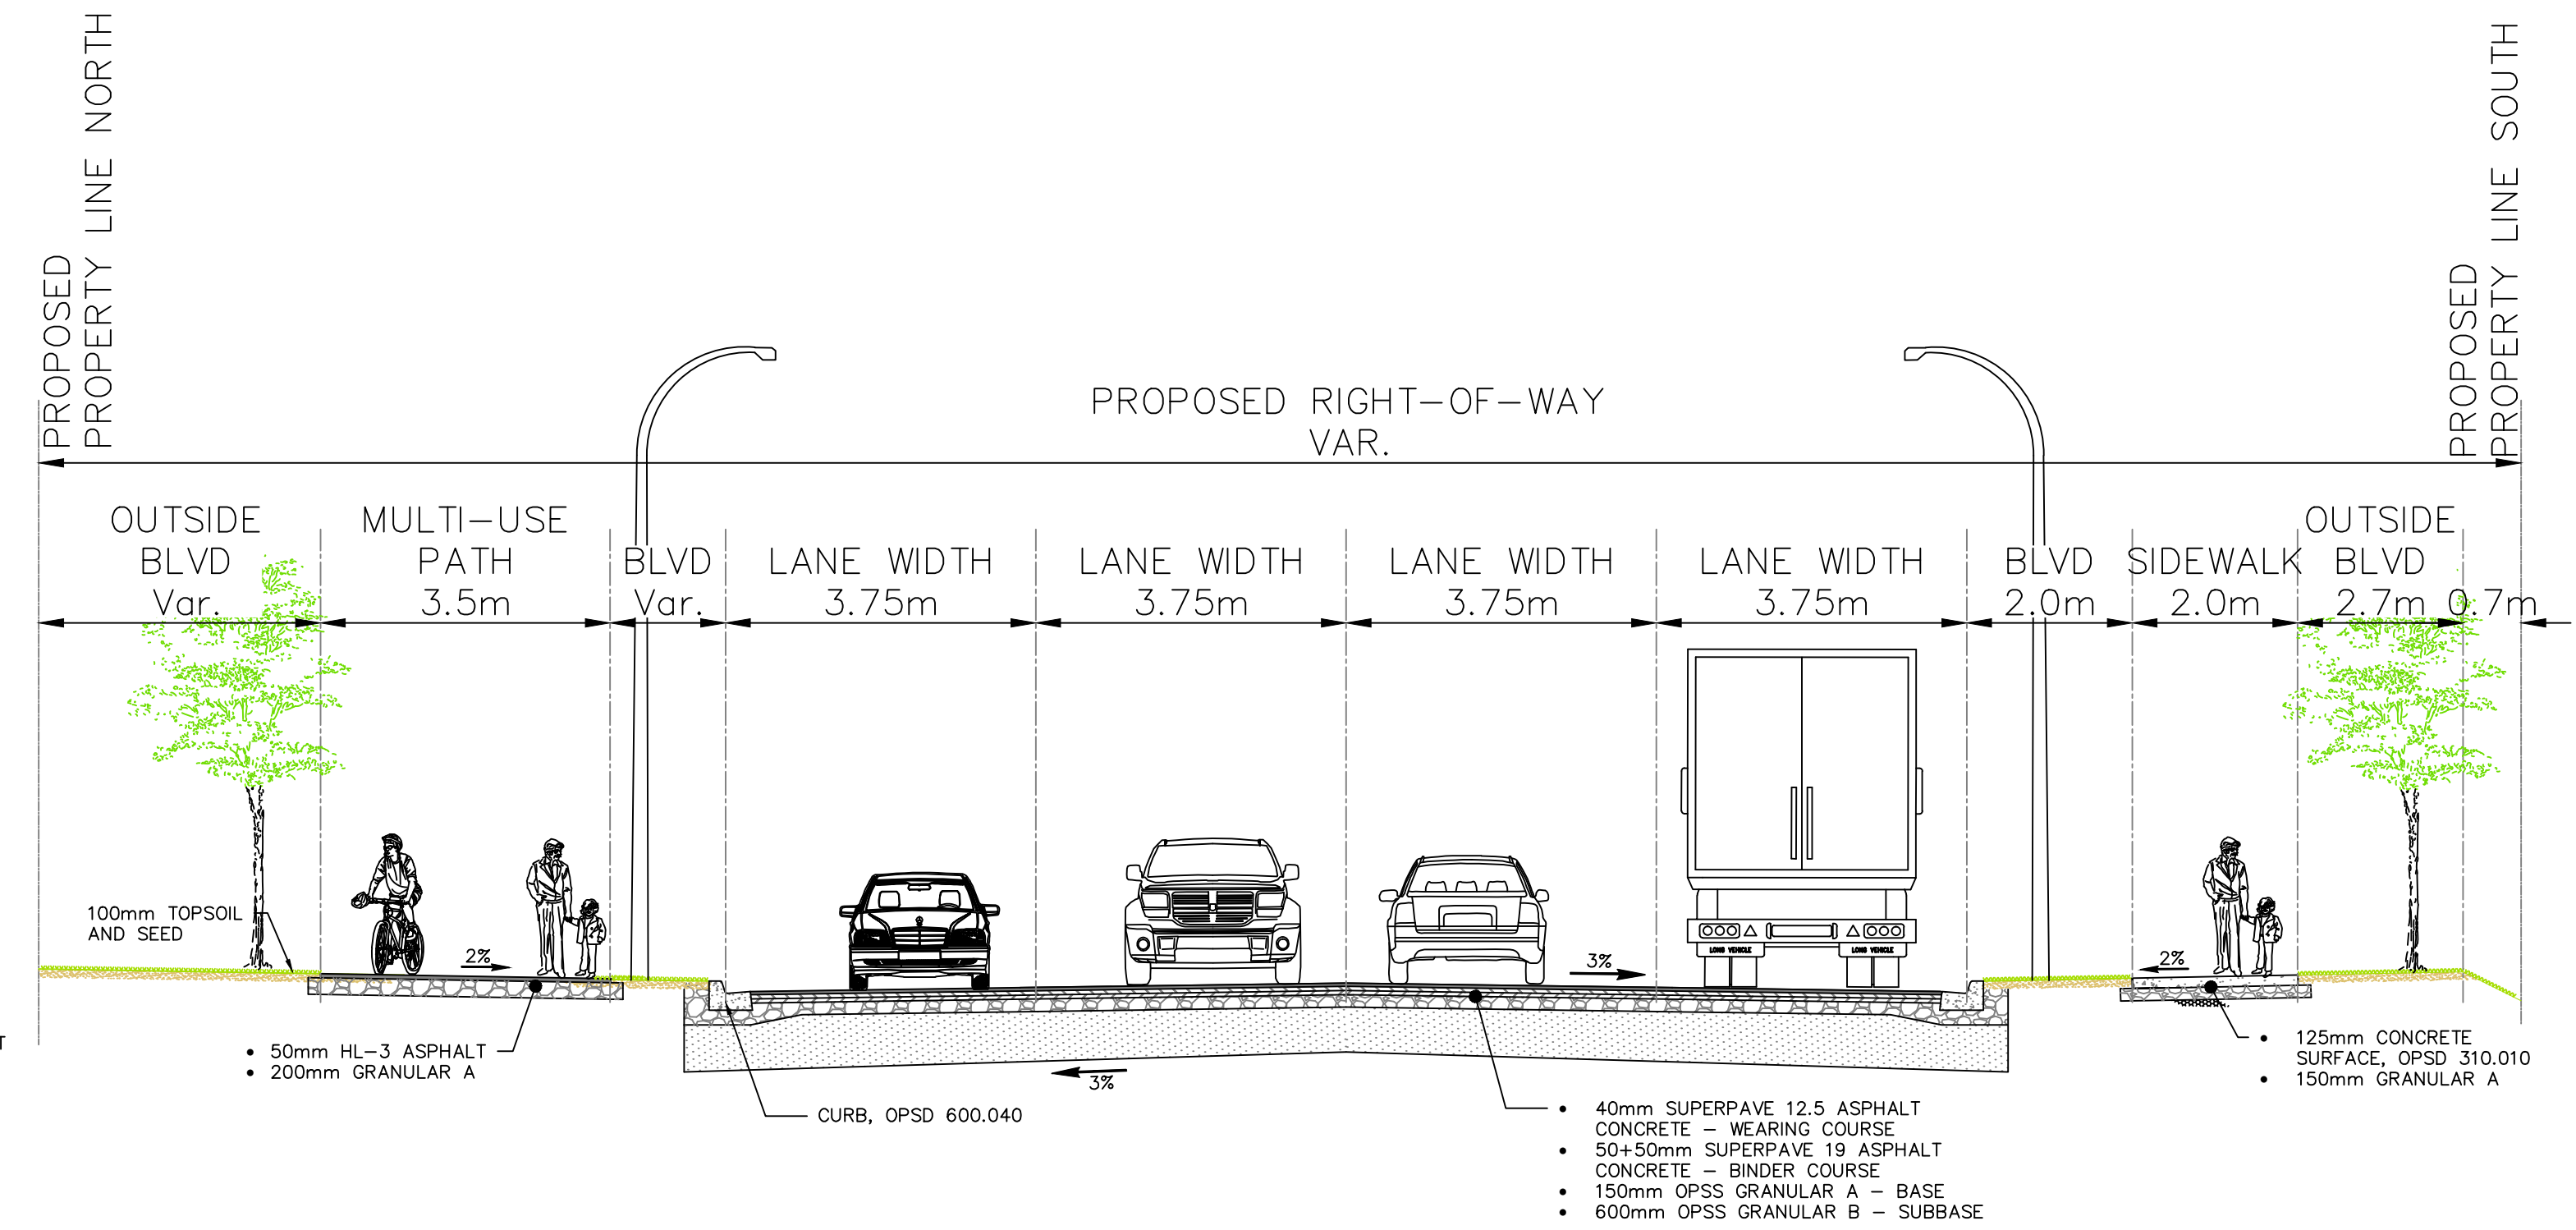 PROPOSED
PROPERTY LINE NORTH
PROPOSED
PROPERTY LINE SOUTH
PROPOSED RIGHT-OF-WAY
VAR.
OUTSIDE
BLVD
Var.
MULTI-USE
PATH
3.5m
BLVD
Var.
LANE WIDTH
3.75m
LANE WIDTH
3.75m
LANE WIDTH
3.75m
LANE WIDTH
3.75m
BLVD
2.0m
SIDEWALK
2.0m
OUTSIDE
BLVD
2.7m
0.7m
100mm TOPSOIL
AND SEED
2%
3%
2%
LONG VEHICLE
LONG VEHICLE
• 50mm HL-3 ASPHALT
• 200mm GRANULAR A
3%
CURB, OPSD 600.040
• 40mm SUPERPAVE 12.5 ASPHALT
CONCRETE - WEARING COURSE
• 50+50mm SUPERPAVE 19 ASPHALT
CONCRETE - BINDER COURSE
• 150mm OPSS GRANULAR A - BASE
• 600mm OPSS GRANULAR B - SUBBASE
• 125mm CONCRETE
SURFACE, OPSD 310.010
• 150mm GRANULAR A